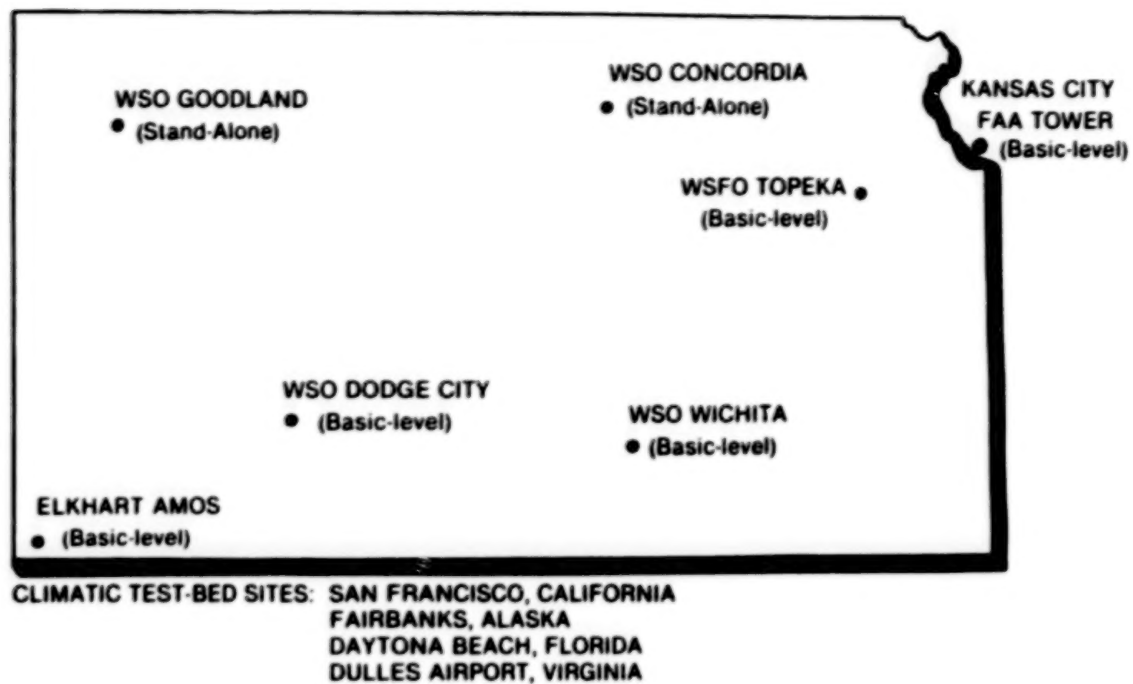 WSO GOODLAND
(Stand-Alone)
WSO CONCORDIA
(Stand-Alone)
KANSAS CITY
FAA TOWER
(Basic-level)
WSFO TOPEKA
(Basic-level)
WSO DODGE CITY
(Basic-level)
WSO WICHITA
(Basic-level)
ELKHART AMOS
(Basic-level)
CLIMATIC TEST-BED SITES: SAN FRANCISCO, CALIFORNIA
FAIRBANKS, ALASKA
DAYTONA BEACH, FLORIDA
DULLES AIRPORT, VIRGINIA